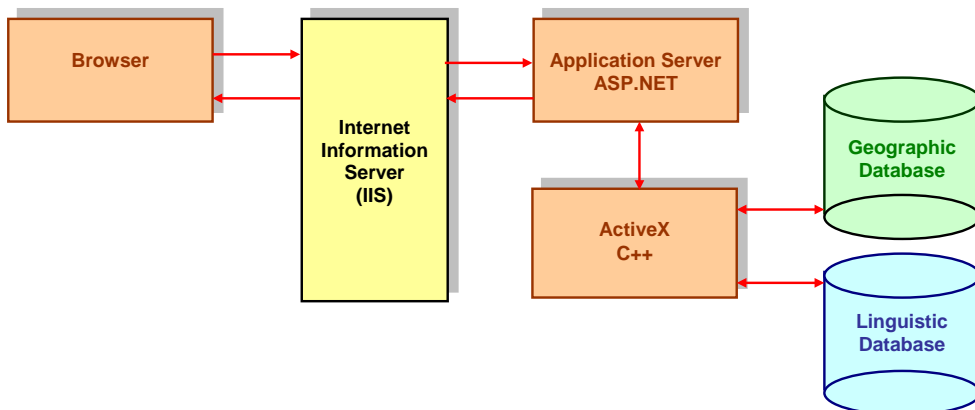 Browser
Internet
Information
Server
(IIS)
Application Server
ASP.NET
ActiveX
C++
Geographic
Database
Linguistic
Database